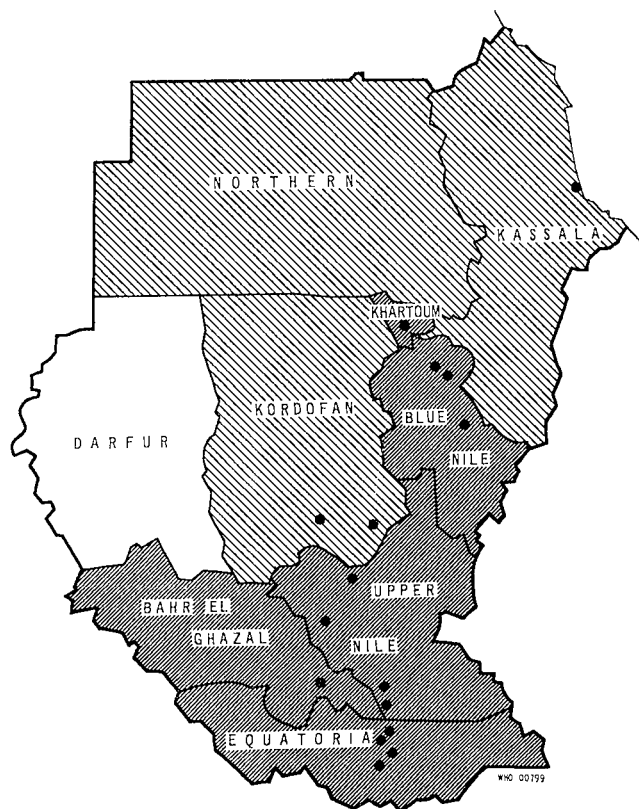 NORTHERN
KASSALA
KHARTOUM
KORDOFAN
BLUE
NILE
DARFUR
UPPER
NILE
BAHR EL
GHAZAL
EQUATORIA
WHO 00799